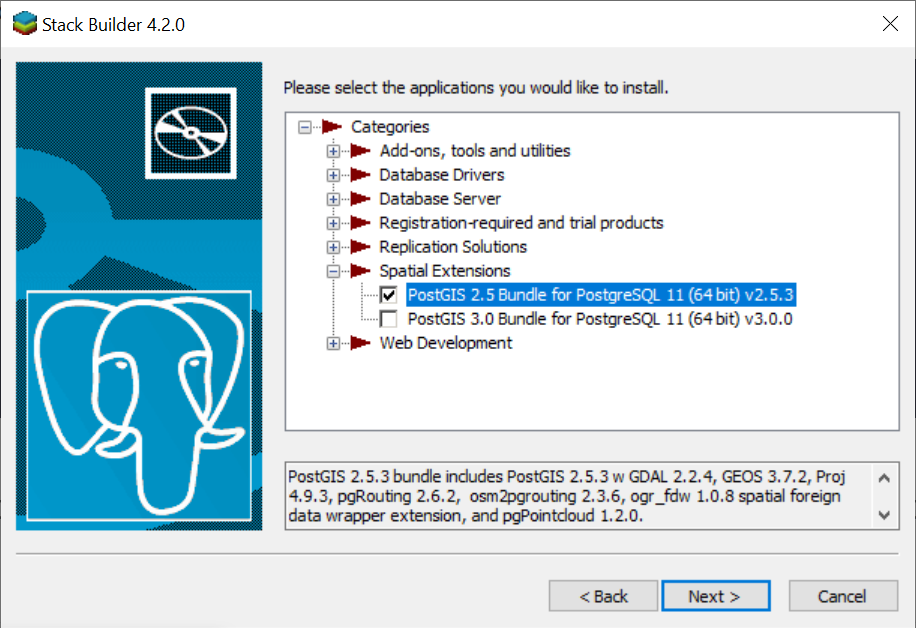 Stack Builder 4.2.0
Please select the applications you would like to install.
Categories
Add-ons, tools and utilities
Database Drivers
Database Server
Registration-required and trial products
Replication Solutions
Spatial Extensions
PostGIS 2.5 Bundle for PostgreSQL 11 (64 bit) v2.5.3
PostGIS 3.0 Bundle for PostgreSQL 11 (64 bit) v3.0.0
Web Development
PostGIS 2.5.3 bundle includes PostGIS 2.5.3 w GDAL 2.2.4, GEOS 3.7.2, Proj
4.9.3, pgRouting 2.6.2,  osm2pgrouting 2.3.6, ogr_fdw 1.0.8 spatial foreign
data wrapper extension, and pgPointcloud 1.2.0.
< Back
Next >
Cancel